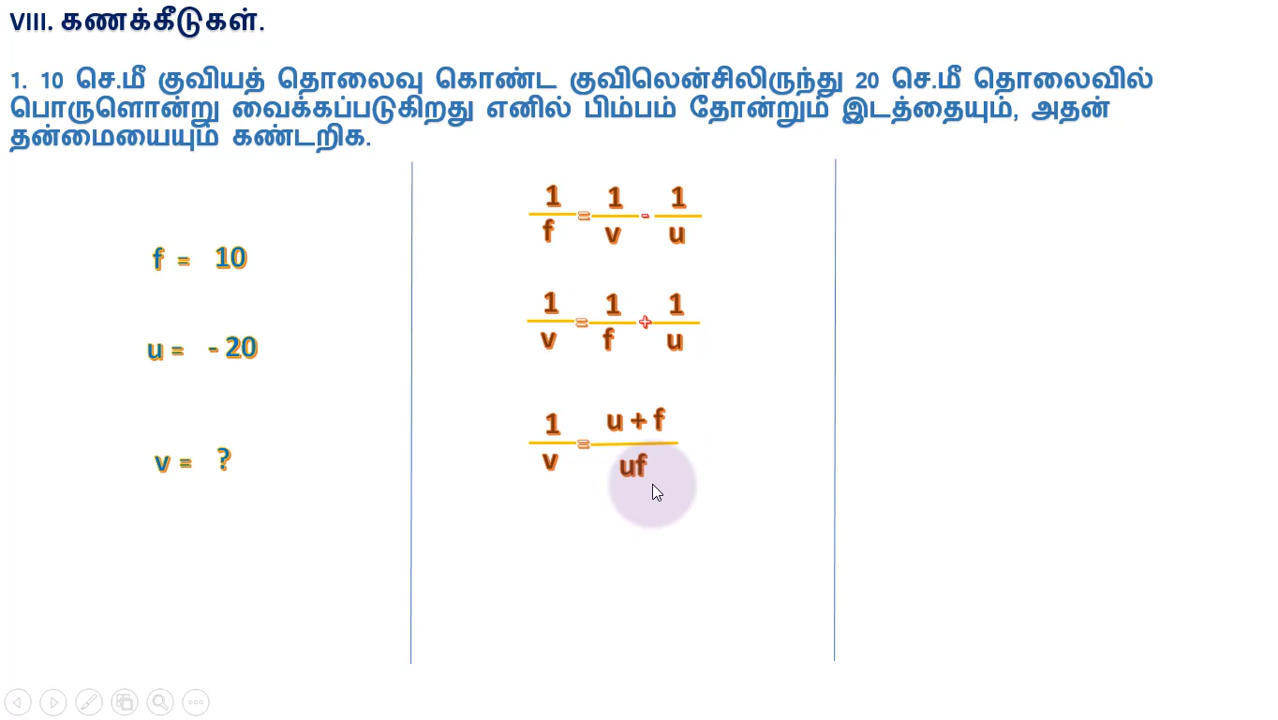 VIII. கணக்கீடுகள்.
1. 10 செ.மீ குவியத் தொலைவு கொண்ட குவிலென்சிலிருந்து 20 செ.மீ தொலைவில்
பொருளொன்று வைக்கப்படுகிறது எனில் பிம்பம் தோன்றும் இடத்தையும், அதன்
தன்மையையும் கண்டறிக.
f = 10
u = - 20
v = ?
1/f = 1/v - 1/u
1/v = 1/f + 1/u
1/v = u + f/uf